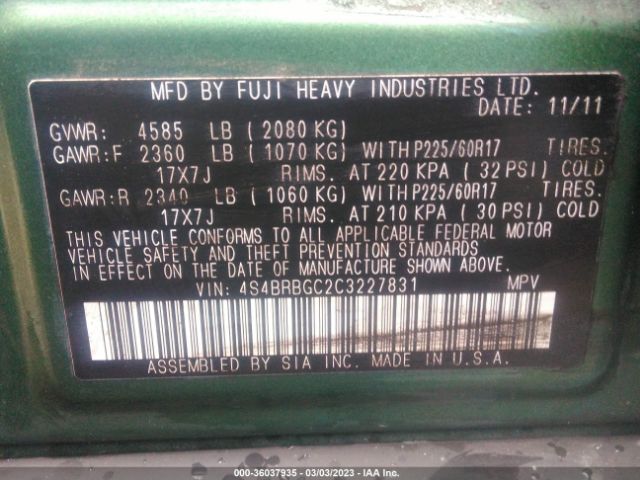 MFD BY FUJI HEAVY INDUSTRIES LTD.
DATE: 11/11
GVWR: 4585 LB ( 2080 KG)
GAWR:F 2360 LB ( 1070 KG) WITH P225/60R17 TIRES.
17X7J RIMS. AT 220 KPA ( 32 PSI) COLD
GAWR:R 2340 LB ( 1060 KG) WITH P225/60R17 TIRES.
17X7J RIMS. AT 210 KPA ( 30 PSI) COLD
THIS VEHICLE CONFORMS TO ALL APPLICABLE FEDERAL MOTOR
VEHICLE SAFETY AND THEFT PREVENTION STANDARDS
IN EFFECT ON THE DATE OF MANUFACTURE SHOWN ABOVE.
VIN: 4S4BRBGC2C3227831 MPV
ASSEMBLED BY SIA INC. MADE IN U.S.A.
000-36037935 - 03/03/2023 - IAA Inc.